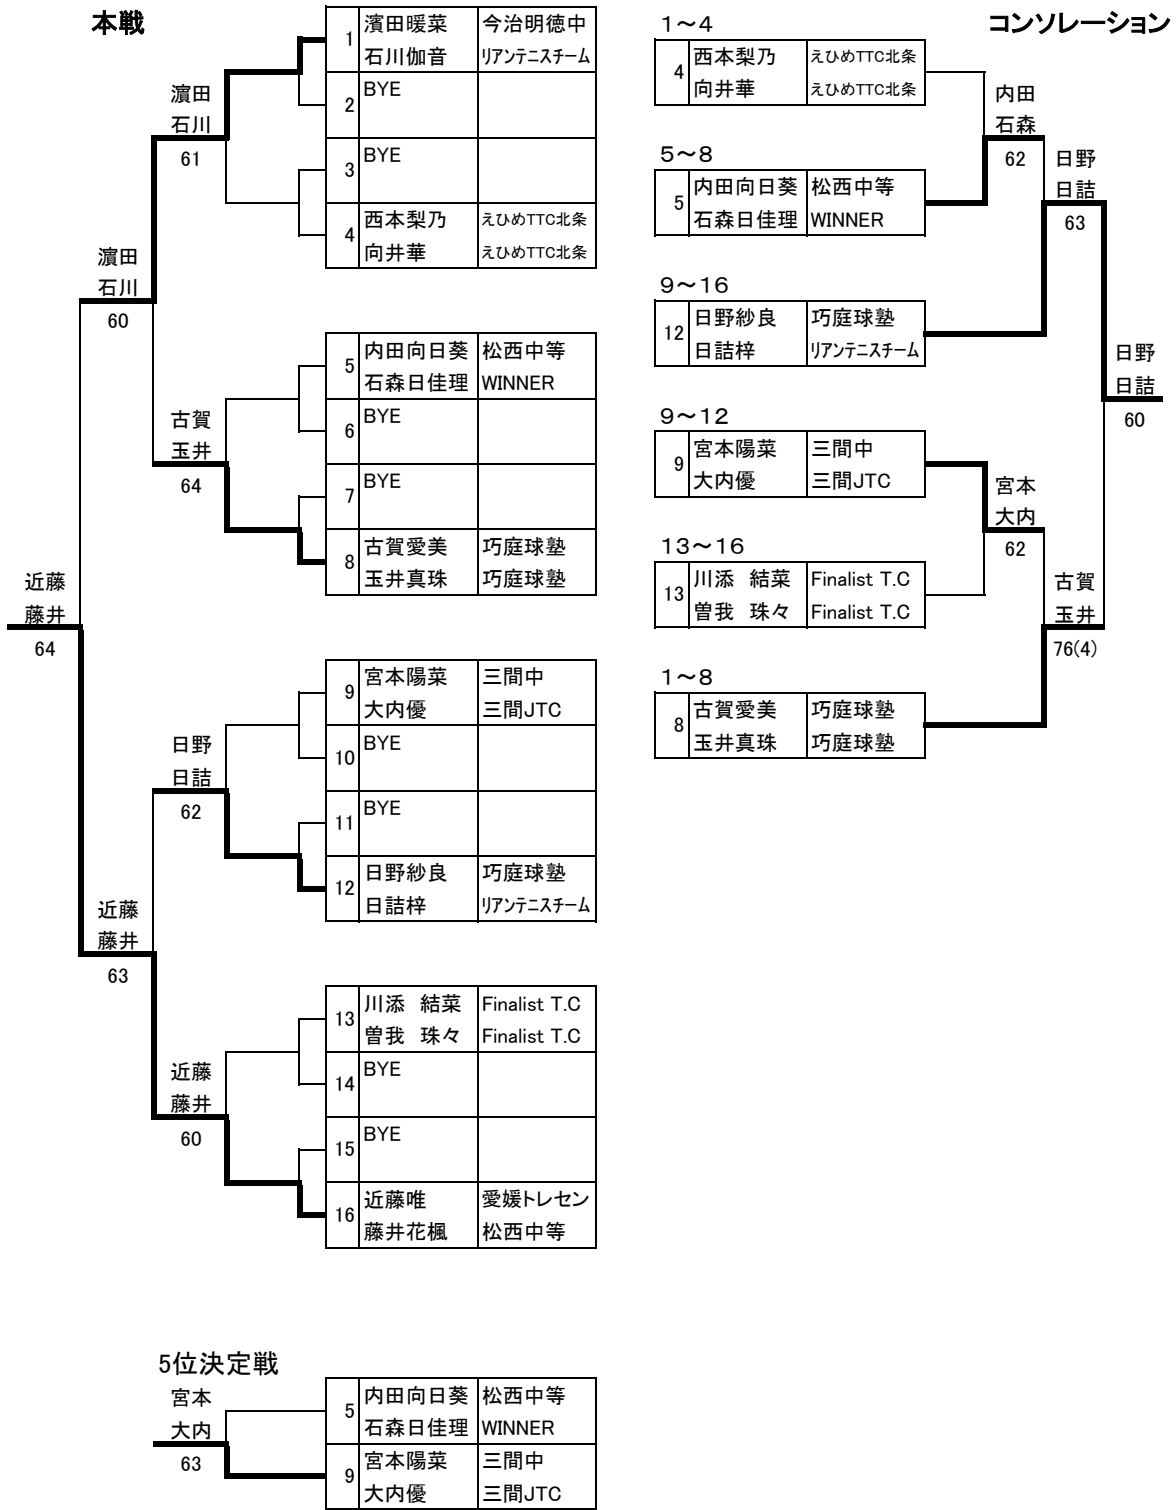 本戦
1 濱田暖菜 今治明徳中
石川伽音 リアンテニスチーム
2 BYE
3 BYE
4 西本梨乃 えひめTTC北条
向井華 えひめTTC北条
5 内田向日葵 松西中等
石森日佳理 WINNER
6 BYE
7 BYE
8 古賀愛美 巧庭球塾
玉井真珠 巧庭球塾
9 宮本陽菜 三間中
大内優 三間JTC
10 BYE
11 BYE
12 日野紗良 巧庭球塾
日詰梓 リアンテニスチーム
13 川添 結菜 Finalist T.C
曽我 珠々 Finalist T.C
14 BYE
15 BYE
16 近藤唯 愛媛トレセン
藤井花楓 松西中等
濵田
石川
61
古賀
玉井
64
日野
日詰
62
近藤
藤井
60
濵田
石川
60
近藤
藤井
63
近藤
藤井
64
コンソレーション
1~4
4 西本梨乃 えひめTTC北条
向井華 えひめTTC北条
5~8
5 内田向日葵 松西中等
石森日佳理 WINNER
9~16
12 日野紗良 巧庭球塾
日詰梓 リアンテニスチーム
9~12
9 宮本陽菜 三間中
大内優 三間JTC
13~16
13 川添 結菜 Finalist T.C
曽我 珠々 Finalist T.C
1~8
8 古賀愛美 巧庭球塾
玉井真珠 巧庭球塾
内田
石森
62
日野
日詰
63
宮本
大内
62
古賀
玉井
76(4)
日野
日詰
60
5位決定戦
5 内田向日葵 松西中等
石森日佳理 WINNER
9 宮本陽菜 三間中
大内優 三間JTC
宮本
大内
63